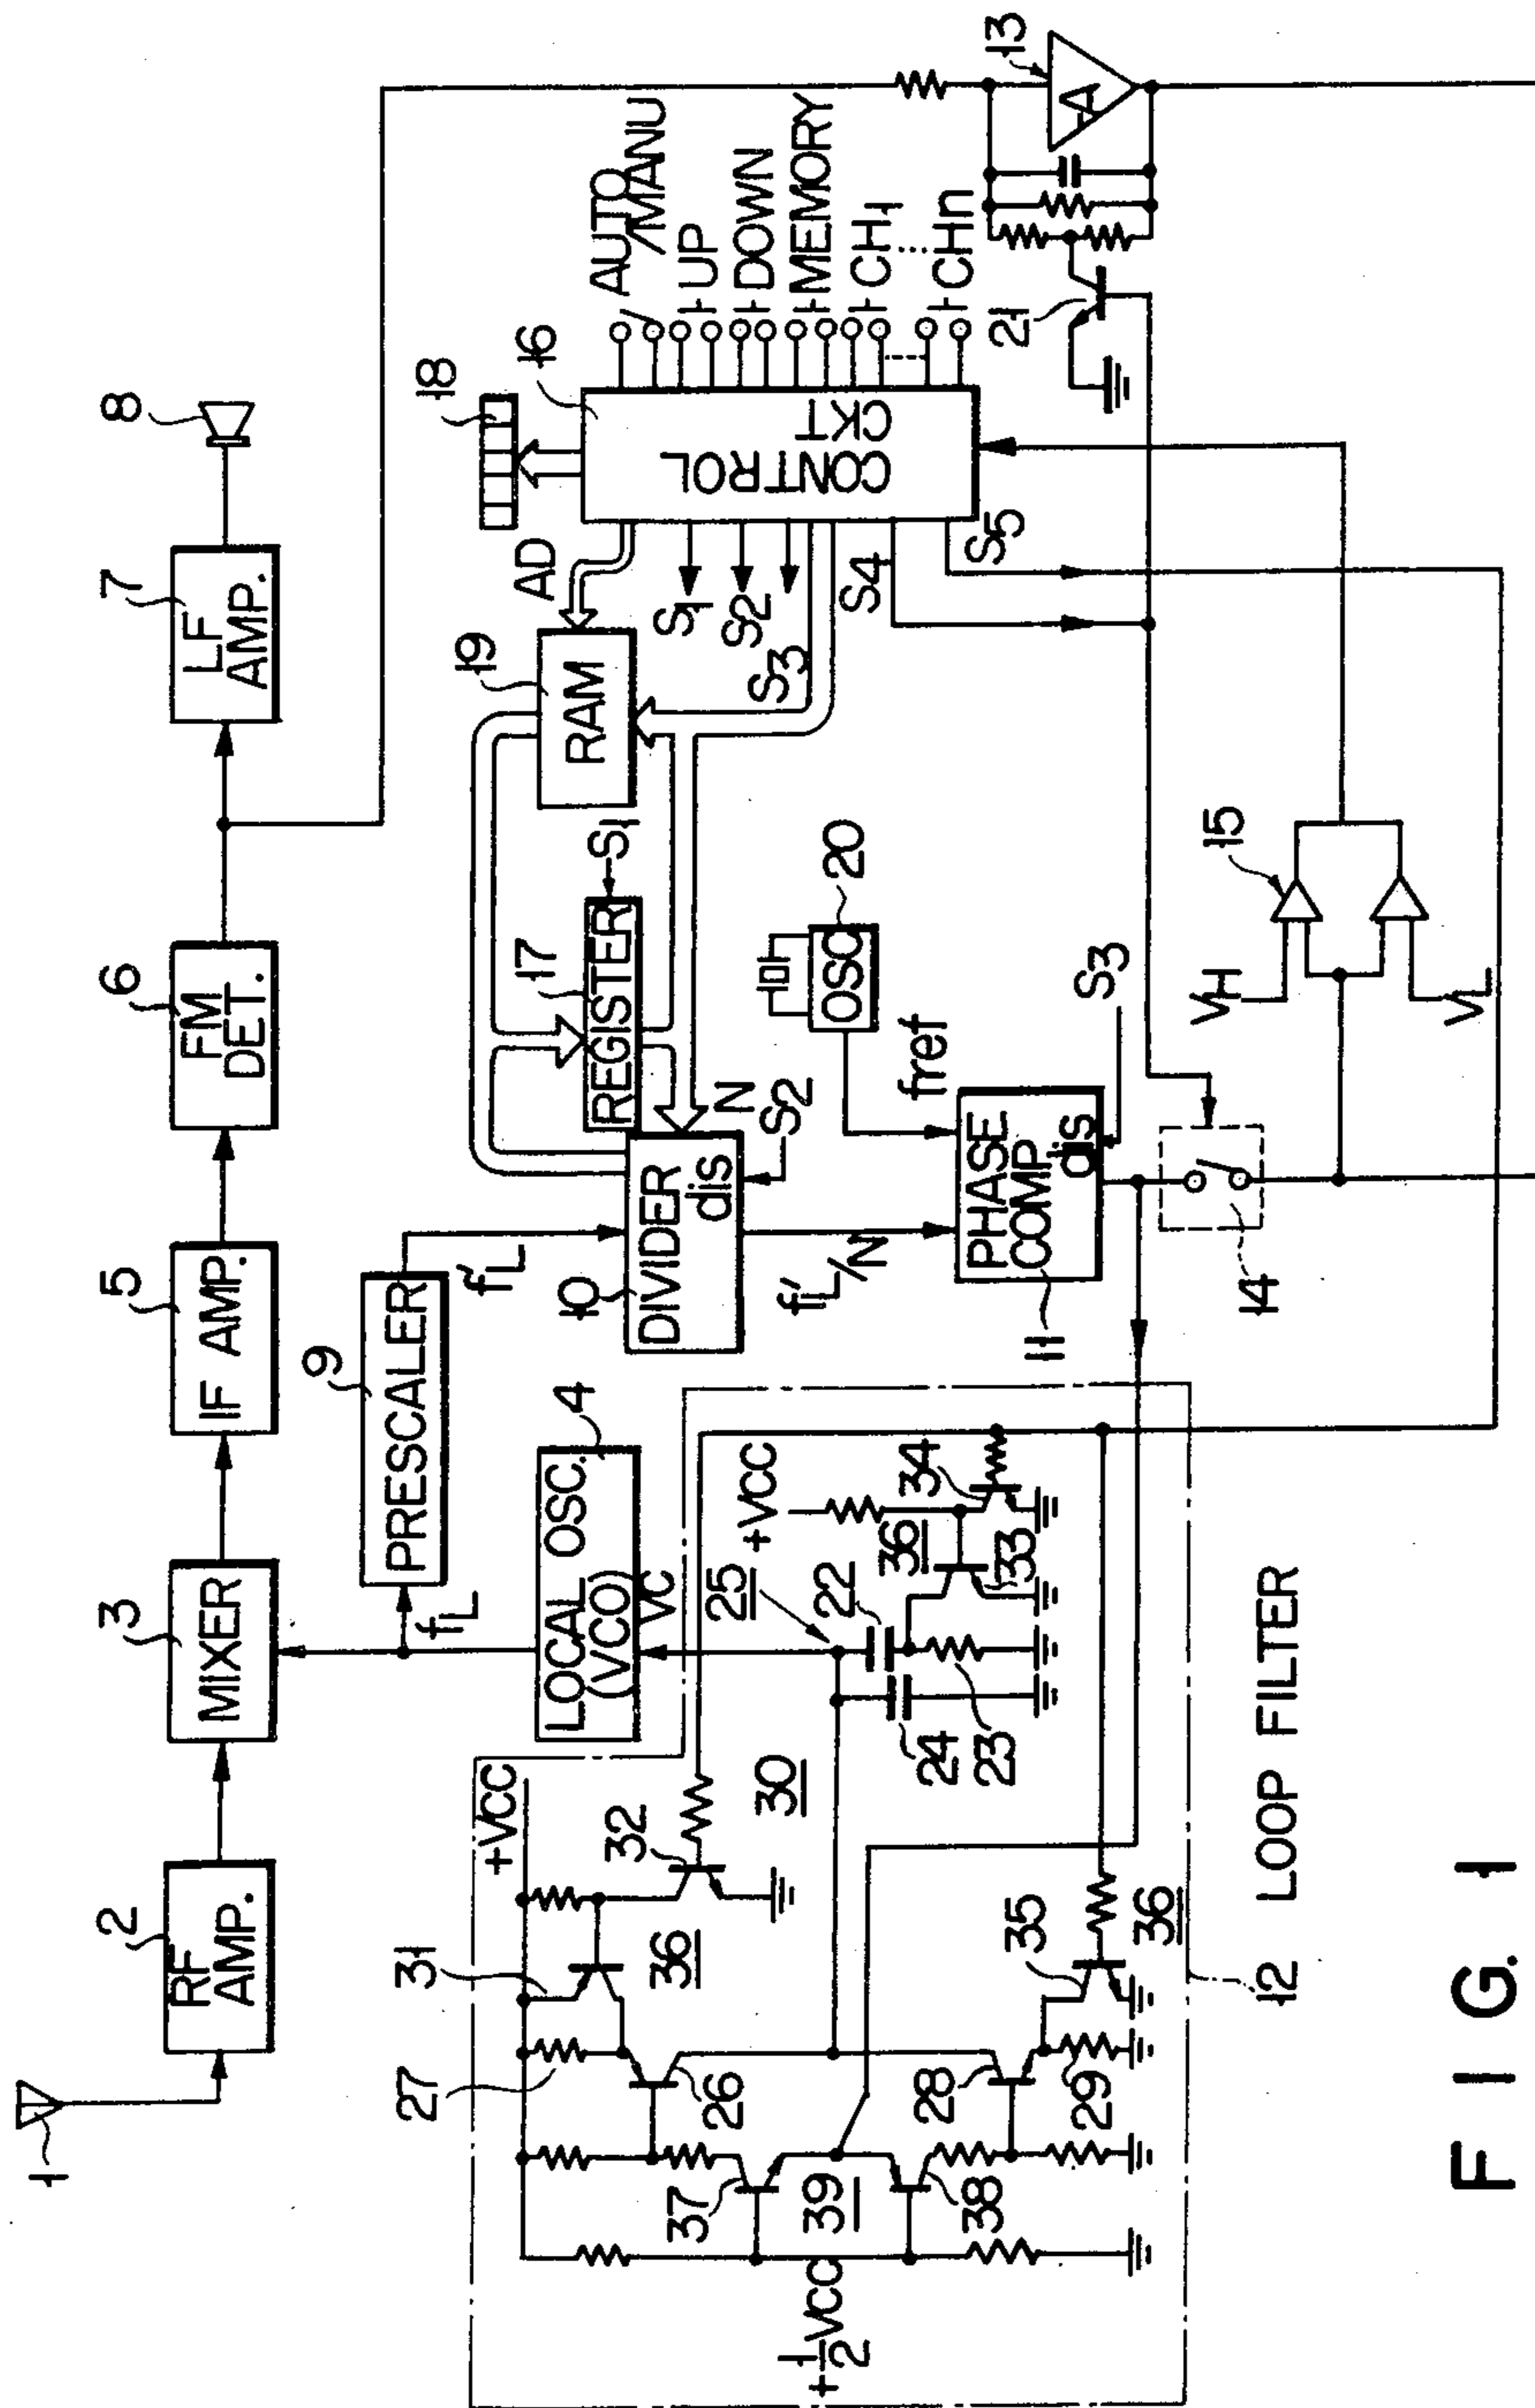 1
2
RF
AMP.
3
MIXER
5
IF AMP.
6
FM
DET.
7
LF
AMP.
8
9
PRESCALER
fL
f'L
4
LOCAL OSC.
(VCO)
VC
10
DIVIDER
dis
N
S2
f'L/N
17
REGISTER
S1
19
RAM
AD
18
16
CONTROL
CKT
S1
S2
S3
S4
S5
AUTO
/MANU
UP
DOWN
MEMORY
CH1
CHn
20
OSC
fref
11
PHASE
COMP.
dis
S3
14
15
VH
VL
13
-A
21
+VCC
31
32
36
30
27
26
37
39
38
28
29
35
36
+1/2 VCC
25
22
24
23
+VCC
36
33
34
12 LOOP FILTER
FIG. 1